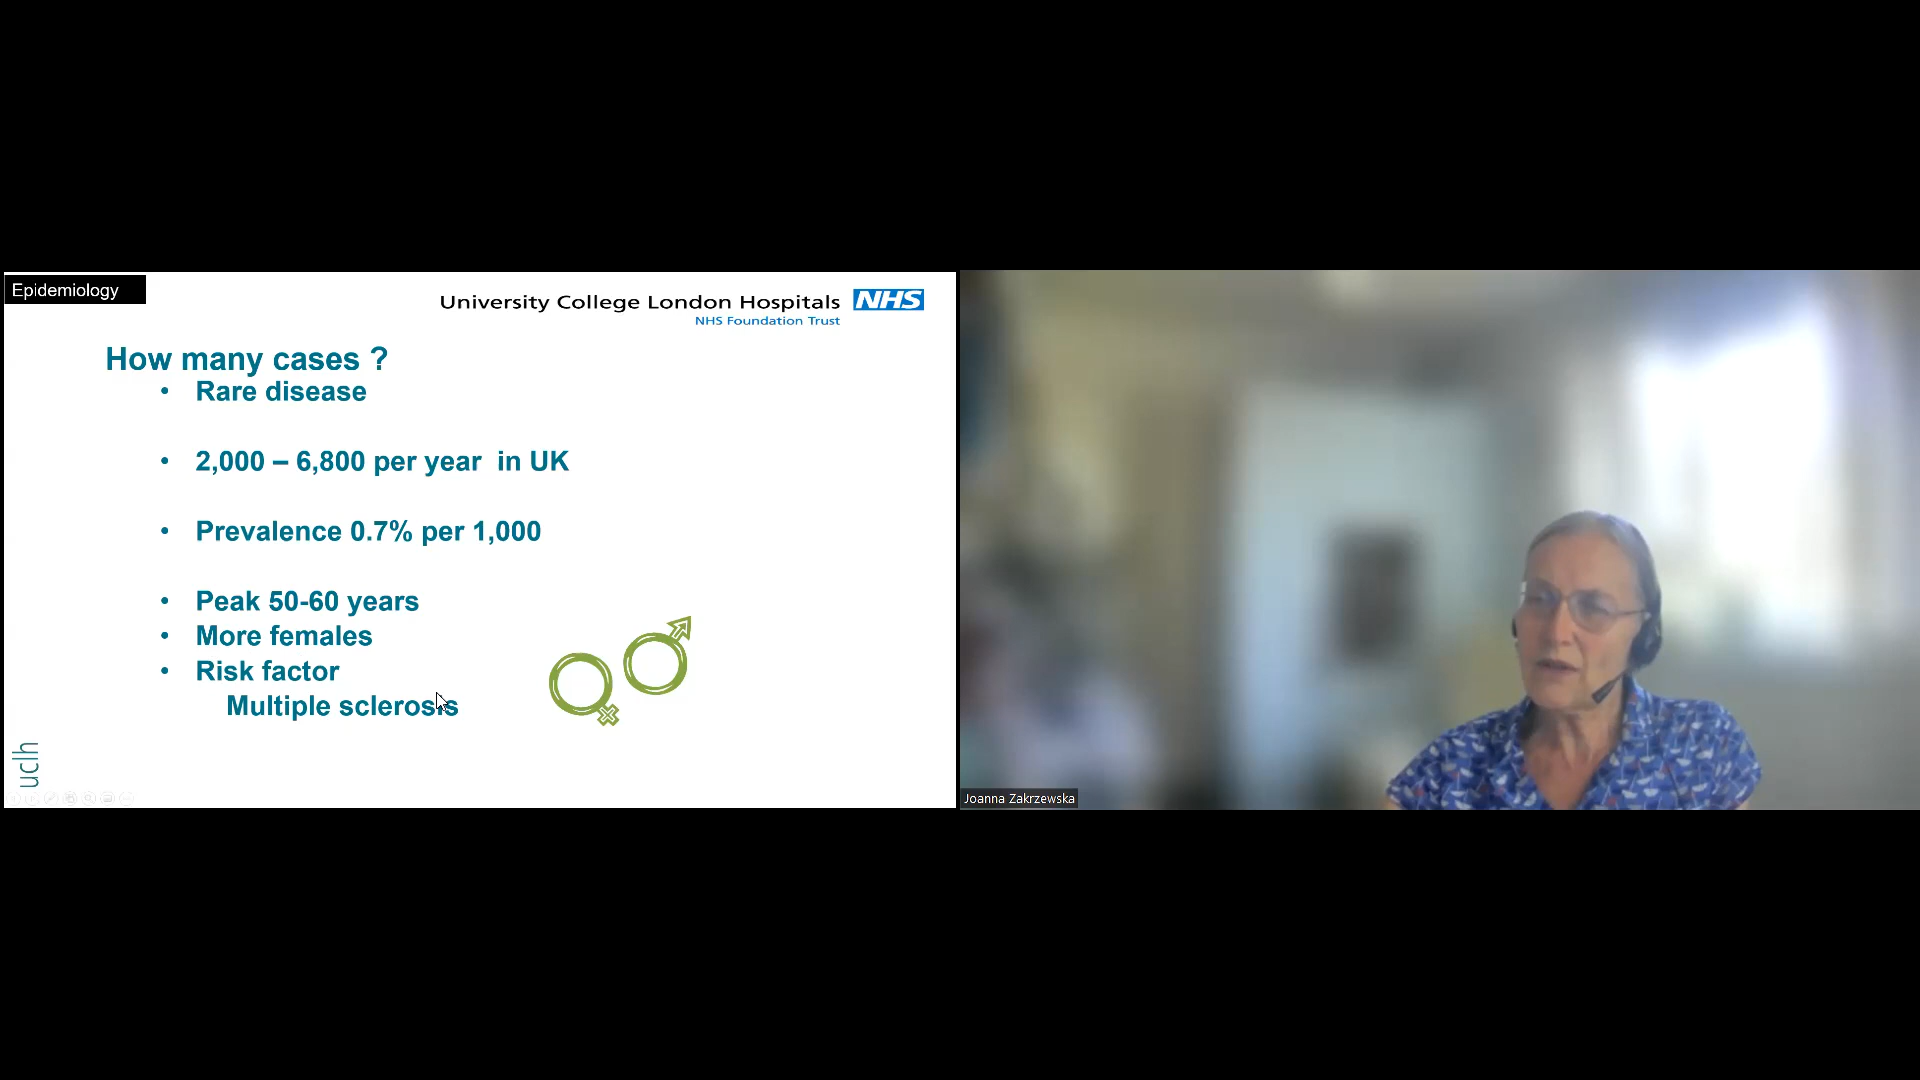 Epidemiology
University College London Hospitals NHS
NHS Foundation Trust
How many cases ?
• Rare disease
• 2,000 – 6,800 per year in UK
• Prevalence 0.7% per 1,000
• Peak 50-60 years
• More females
• Risk factor
Multiple sclerosis
uclh
Joanna Zakrzewska